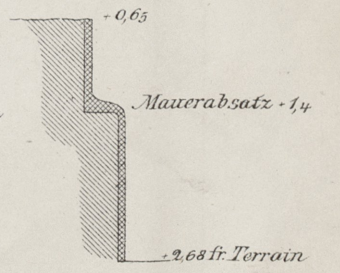 + 0,65
Mauerabsatz + 1,4
+ 2,68 fr. Terrain